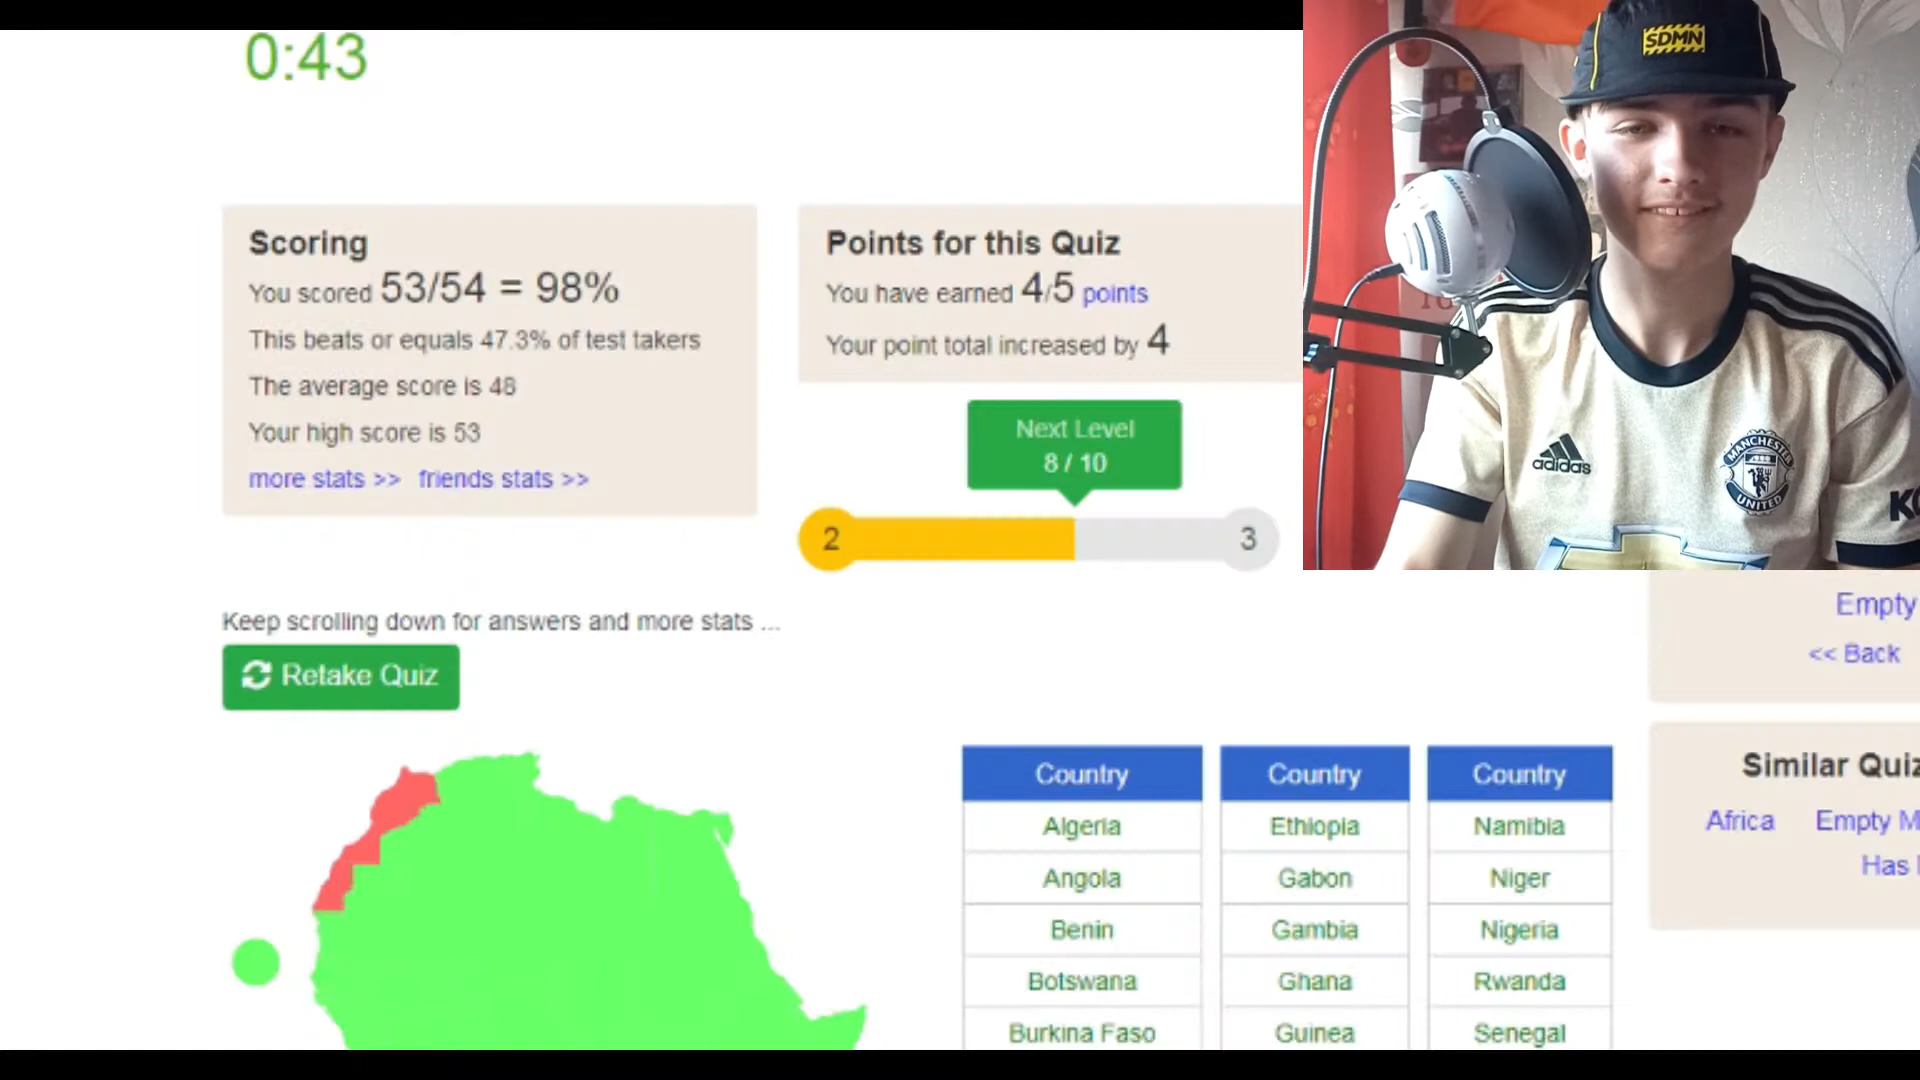 0:43
SDMN
Scoring
You scored 53/54 = 98%
This beats or equals 47.3% of test takers
The average score is 48
Your high score is 53
more stats >> friends stats >>
Points for this Quiz
You have earned 4/5 points
Your point total increased by 4
Next Level
8 / 10
2
3
adidas
MANCHESTER
UNITED
Keep scrolling down for answers and more stats ...
Retake Quiz
Empty
<< Back
Similar Quiz
Africa Empty M
Has
Country Country Country
Algeria Ethiopia Namibia
Angola Gabon Niger
Benin Gambia Nigeria
Botswana Ghana Rwanda
Burkina Faso Guinea Senegal